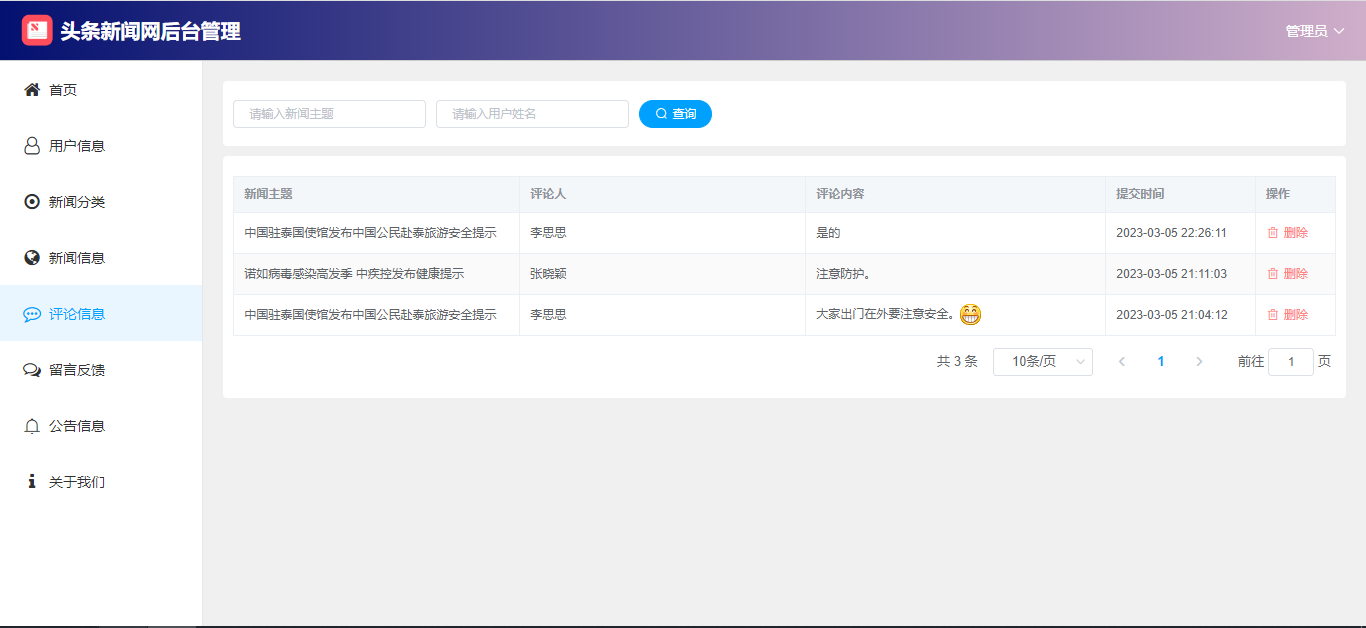 头条新闻网后台管理
管理员
首页
用户信息
新闻分类
新闻信息
评论信息
留言反馈
公告信息
关于我们
请输入新闻主题 请输入用户姓名 查询
新闻主题 评论人 评论内容 提交时间 操作
中国驻泰国使馆发布中国公民赴泰旅游安全提示 李思思 是的 2023-03-05 22:26:11 删除
诺如病毒感染高发季 中疾控发布健康提示 张晓颖 注意防护。 2023-03-05 21:11:03 删除
中国驻泰国使馆发布中国公民赴泰旅游安全提示 李思思 大家出门在外要注意安全。 2023-03-05 21:04:12 删除
共 3 条 10条/页 1 前往 1 页